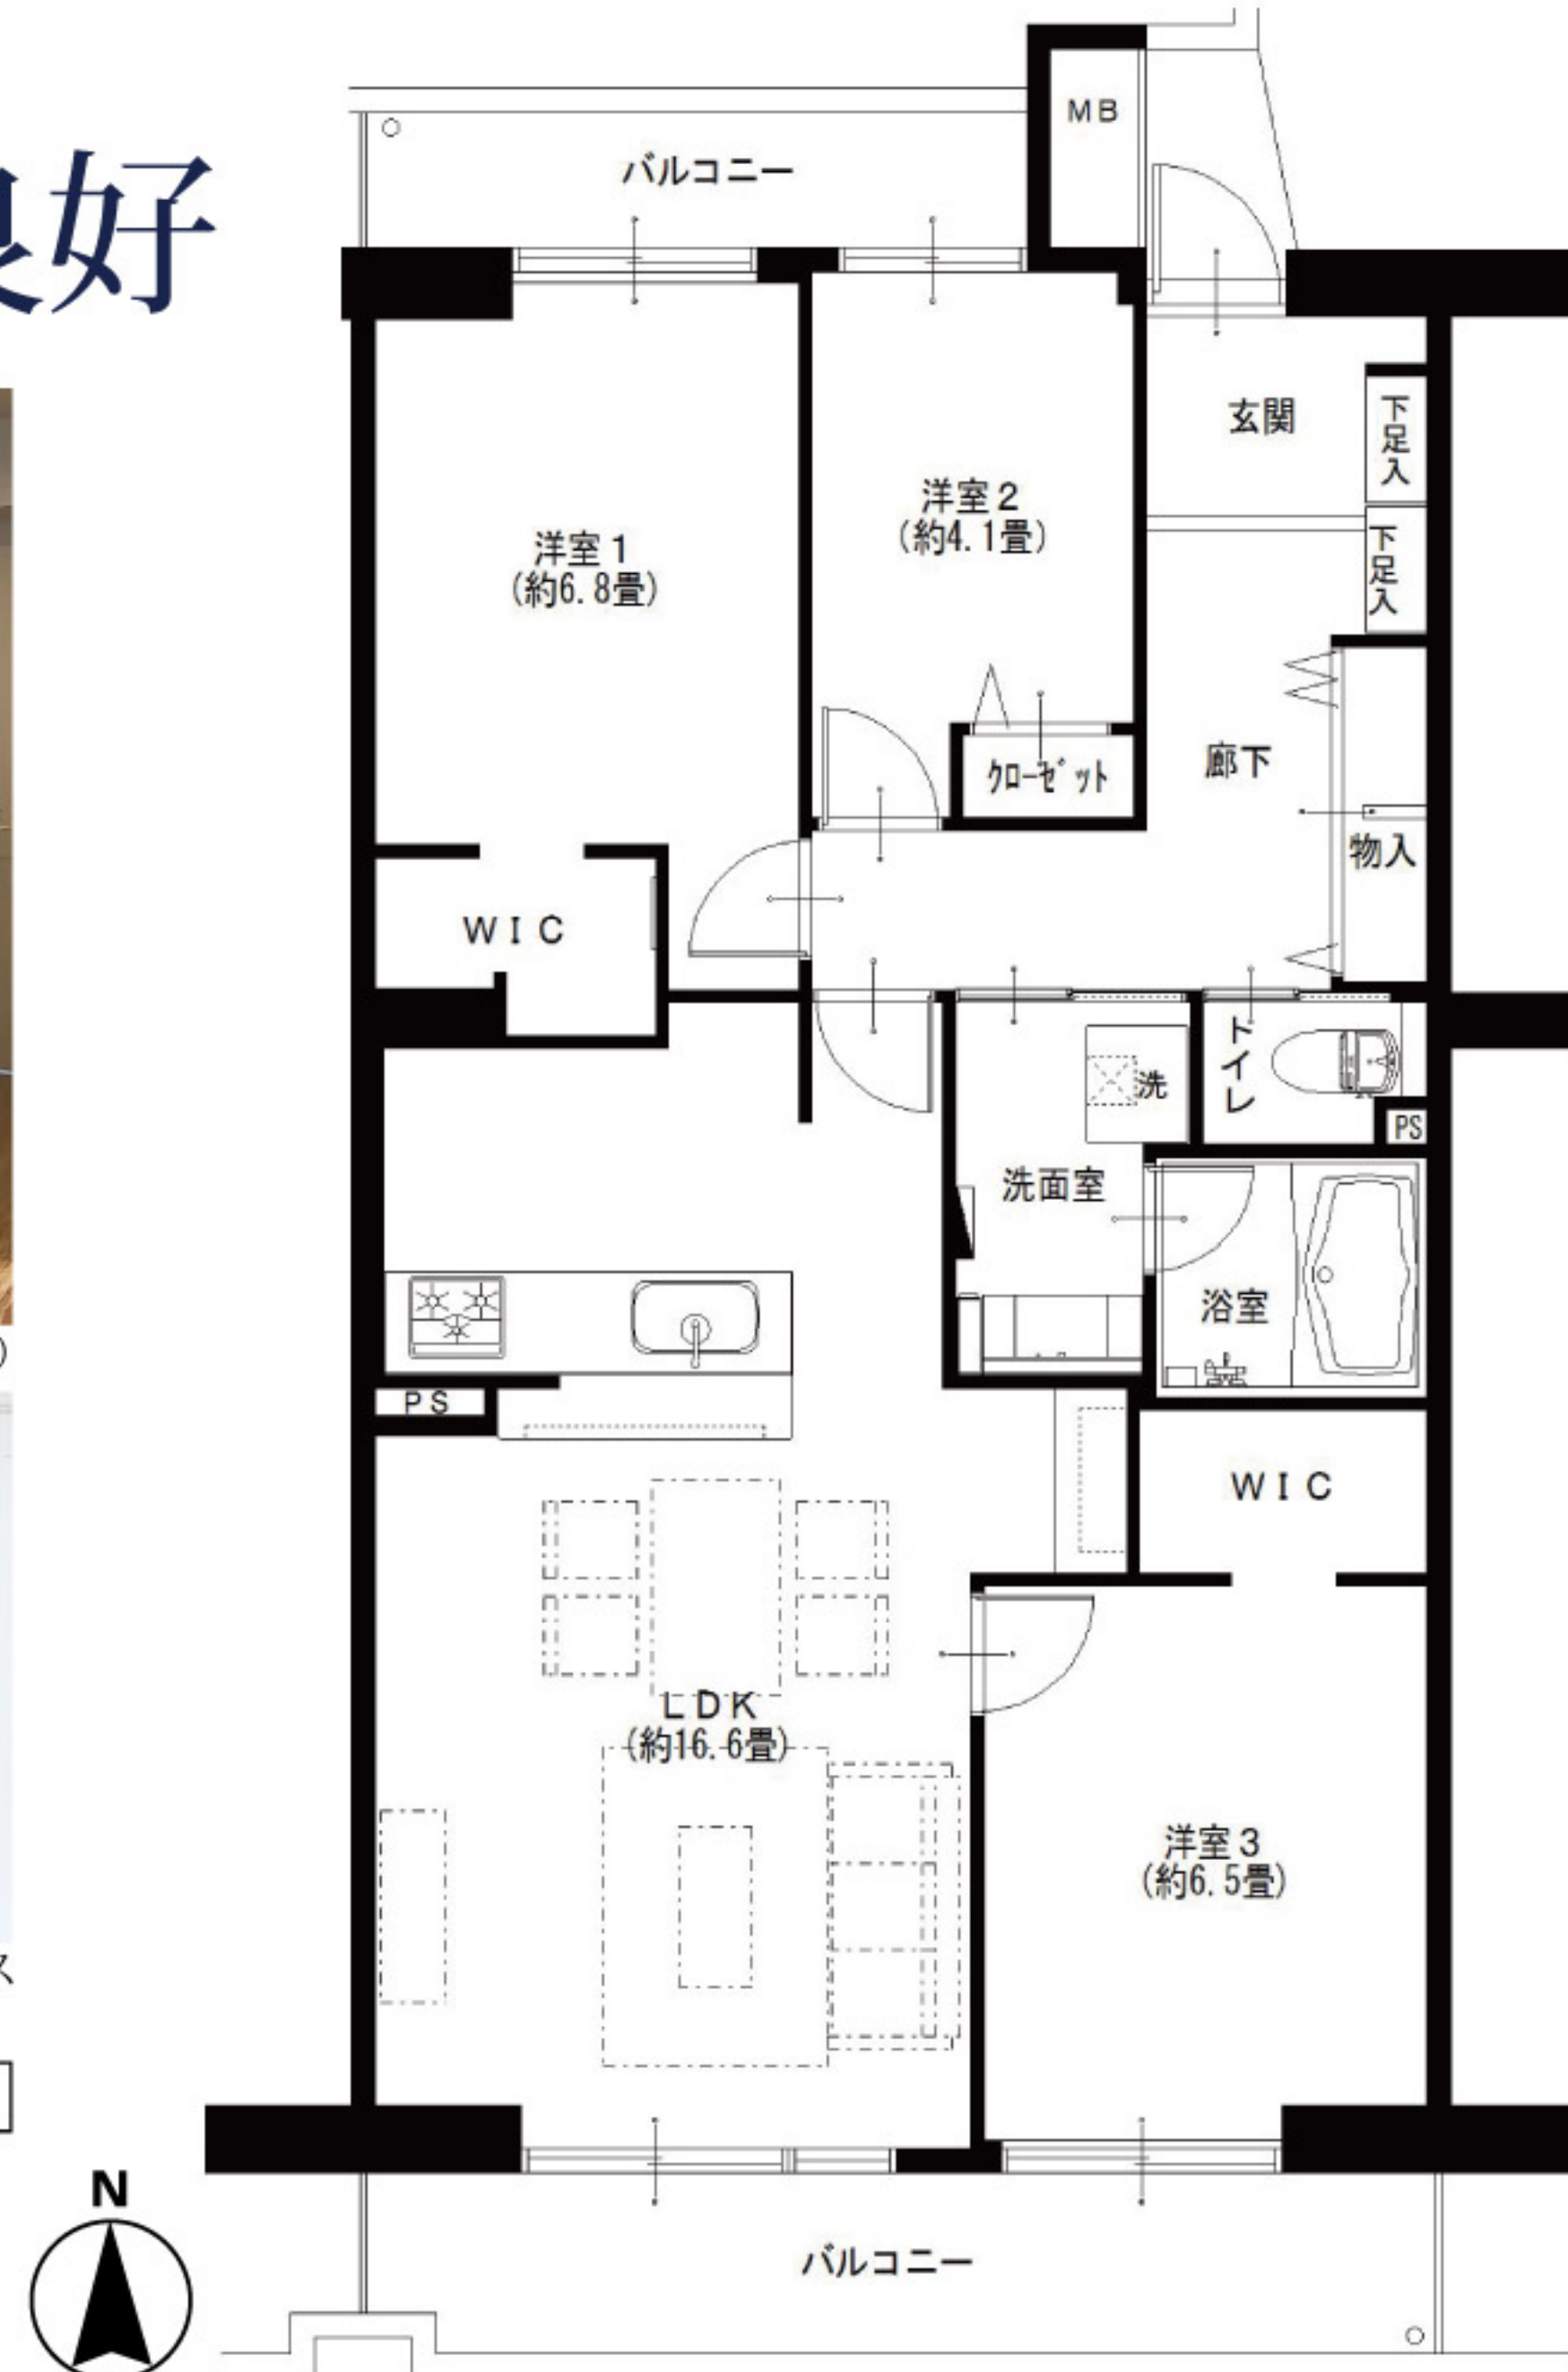 良好
MB
バルコニー
玄関
下足入
下足入
洋室2
(約4.1畳)
洋室1
(約6.8畳)
クローゼット
廊下
物入
WIC
トイレ
洗
PS
洗面室
浴室
PS
WIC
LDK
(約16.6畳)
洋室3
(約6.5畳)
)
ス
N
バルコニー